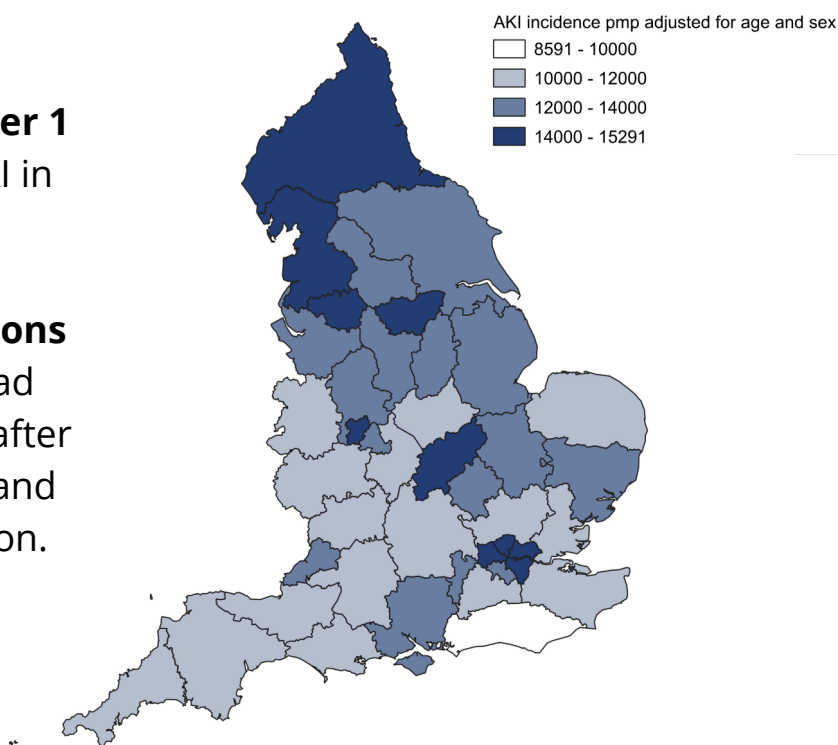 er 1
l in
ons
ad
after
and
on.
AKI incidence pmp adjusted for age and sex
8591 - 10000
10000 - 12000
12000 - 14000
14000 - 15291